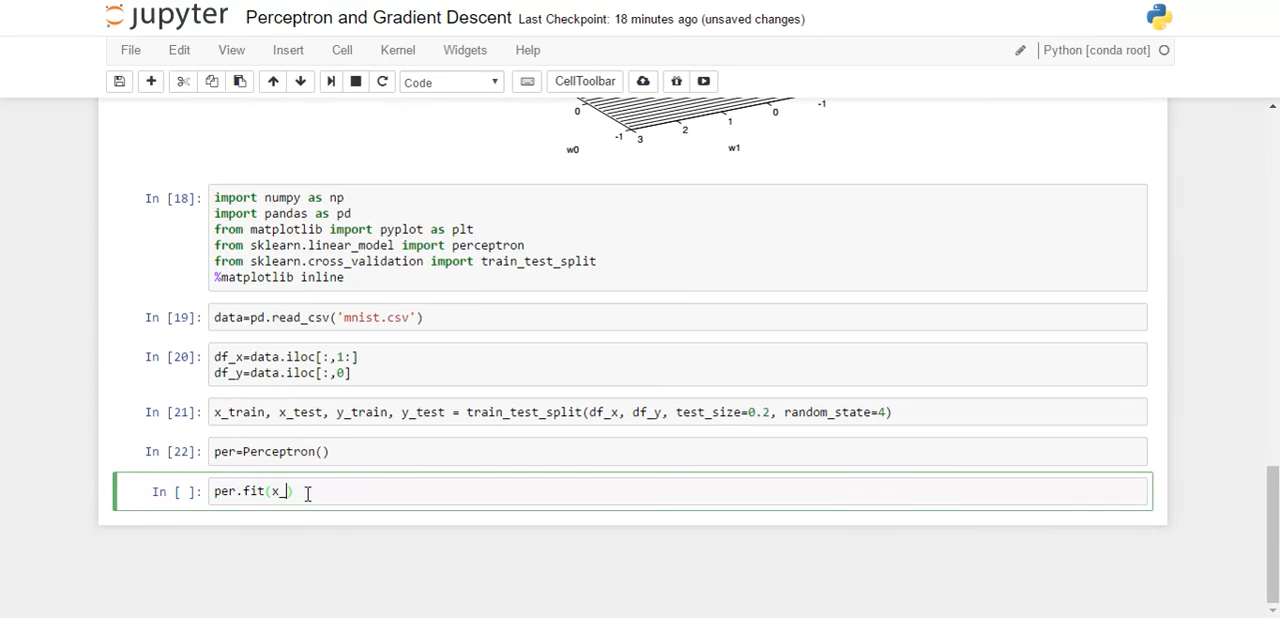 jupyter Perceptron and Gradient Descent Last Checkpoint: 18 minutes ago (unsaved changes)
File Edit View Insert Cell Kernel Widgets Help Python [conda root]
Code CellToolbar
0 -1
0
1
2
-1 3
w0 w1
In [18]: import numpy as np
import pandas as pd
from matplotlib import pyplot as plt
from sklearn.linear_model import perceptron
from sklearn.cross_validation import train_test_split
%matplotlib inline
In [19]: data=pd.read_csv('mnist.csv')
In [20]: df_x=data.iloc[:,1:]
df_y=data.iloc[:,0]
In [21]: x_train, x_test, y_train, y_test = train_test_split(df_x, df_y, test_size=0.2, random_state=4)
In [22]: per=Perceptron()
In [ ]: per.fit(x_)